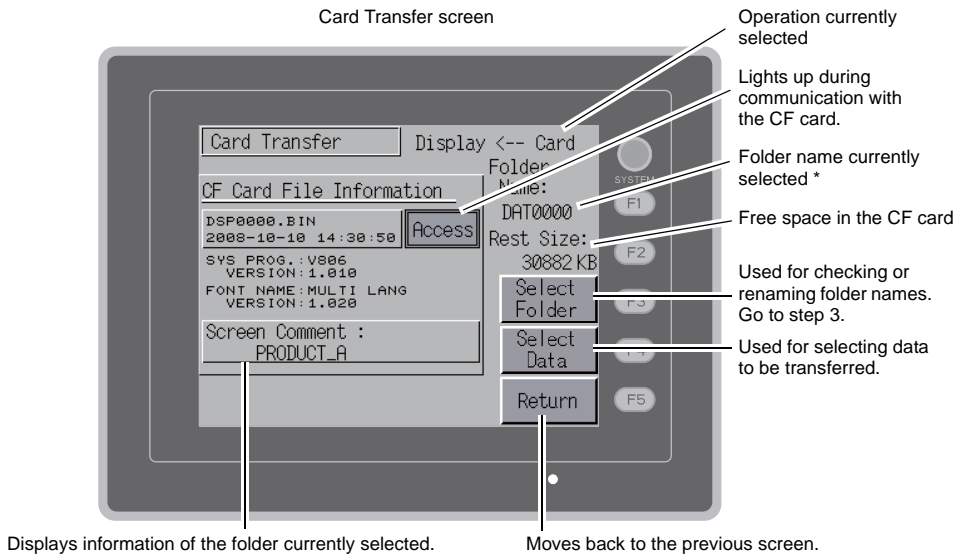 Card Transfer screen
Operation currently
selected
Lights up during
communication with
the CF card.
Card Transfer
Display <-- Card
Folder
Name:
DAT0000
SYSTEM
Folder name currently
selected *
CF Card File Information
F1
DSP0000.BIN
2008-10-10 14:30:50
Access
Rest Size:
30882 KB
Free space in the CF card
F2
SYS PROG.:V806
VERSION:1.010
FONT NAME:MULTI LANG
VERSION:1.020
Select
Folder
F3
Used for checking or
renaming folder names.
Go to step 3.
Screen Comment :
PRODUCT_A
Select
Data
F4
Used for selecting data
to be transferred.
Return
F5
Displays information of the folder currently selected.
Moves back to the previous screen.